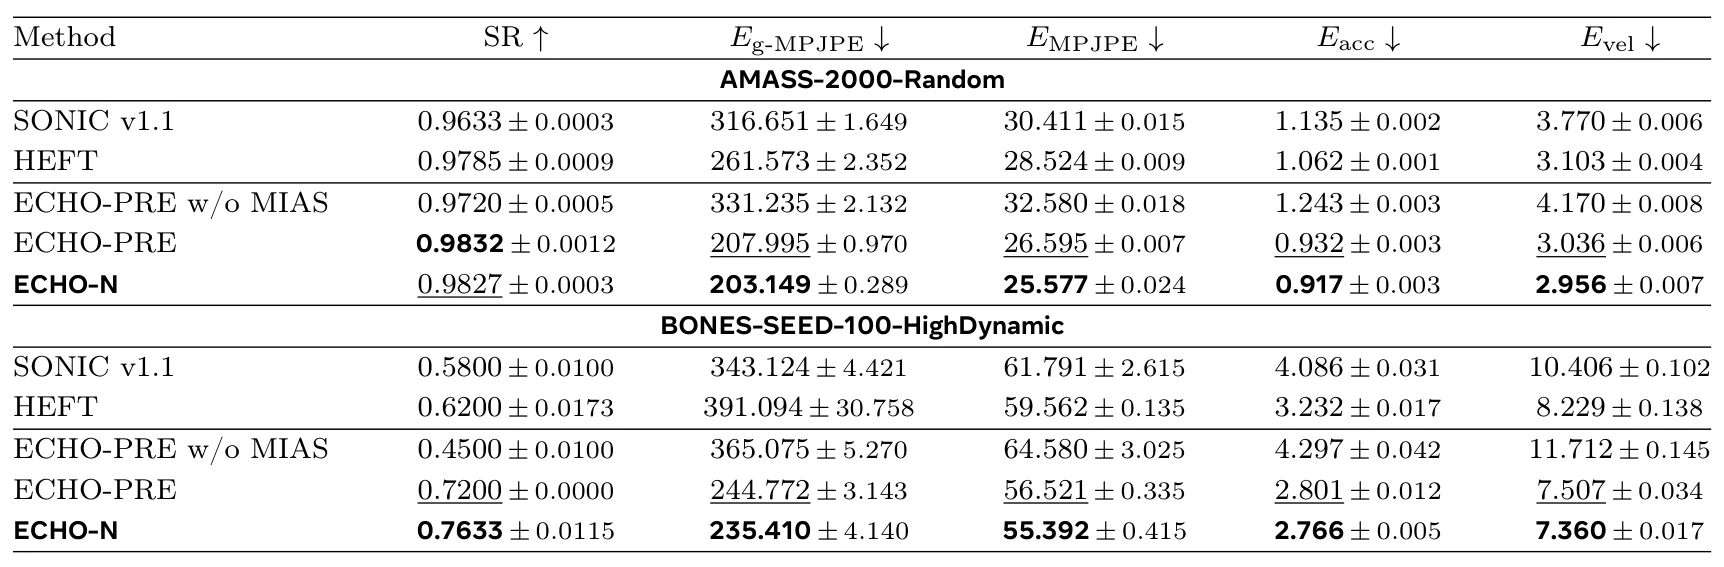 Method SR ↑ E_g-MPJPE ↓ E_MPJPE ↓ E_acc ↓ E_vel ↓
AMASS-2000-Random
SONIC v1.1 0.9633 ± 0.0003 316.651 ± 1.649 30.411 ± 0.015 1.135 ± 0.002 3.770 ± 0.006
HEFT 0.9785 ± 0.0009 261.573 ± 2.352 28.524 ± 0.009 1.062 ± 0.001 3.103 ± 0.004
ECHO-PRE w/o MIAS 0.9720 ± 0.0005 331.235 ± 2.132 32.580 ± 0.018 1.243 ± 0.003 4.170 ± 0.008
ECHO-PRE 0.9832 ± 0.0012 207.995 ± 0.970 26.595 ± 0.007 0.932 ± 0.003 3.036 ± 0.006
ECHO-N 0.9827 ± 0.0003 203.149 ± 0.289 25.577 ± 0.024 0.917 ± 0.003 2.956 ± 0.007
BONES-SEED-100-HighDynamic
SONIC v1.1 0.5800 ± 0.0100 343.124 ± 4.421 61.791 ± 2.615 4.086 ± 0.031 10.406 ± 0.102
HEFT 0.6200 ± 0.0173 391.094 ± 30.758 59.562 ± 0.135 3.232 ± 0.017 8.229 ± 0.138
ECHO-PRE w/o MIAS 0.4500 ± 0.0100 365.075 ± 5.270 64.580 ± 3.025 4.297 ± 0.042 11.712 ± 0.145
ECHO-PRE 0.7200 ± 0.0000 244.772 ± 3.143 56.521 ± 0.335 2.801 ± 0.012 7.507 ± 0.034
ECHO-N 0.7633 ± 0.0115 235.410 ± 4.140 55.392 ± 0.415 2.766 ± 0.005 7.360 ± 0.017